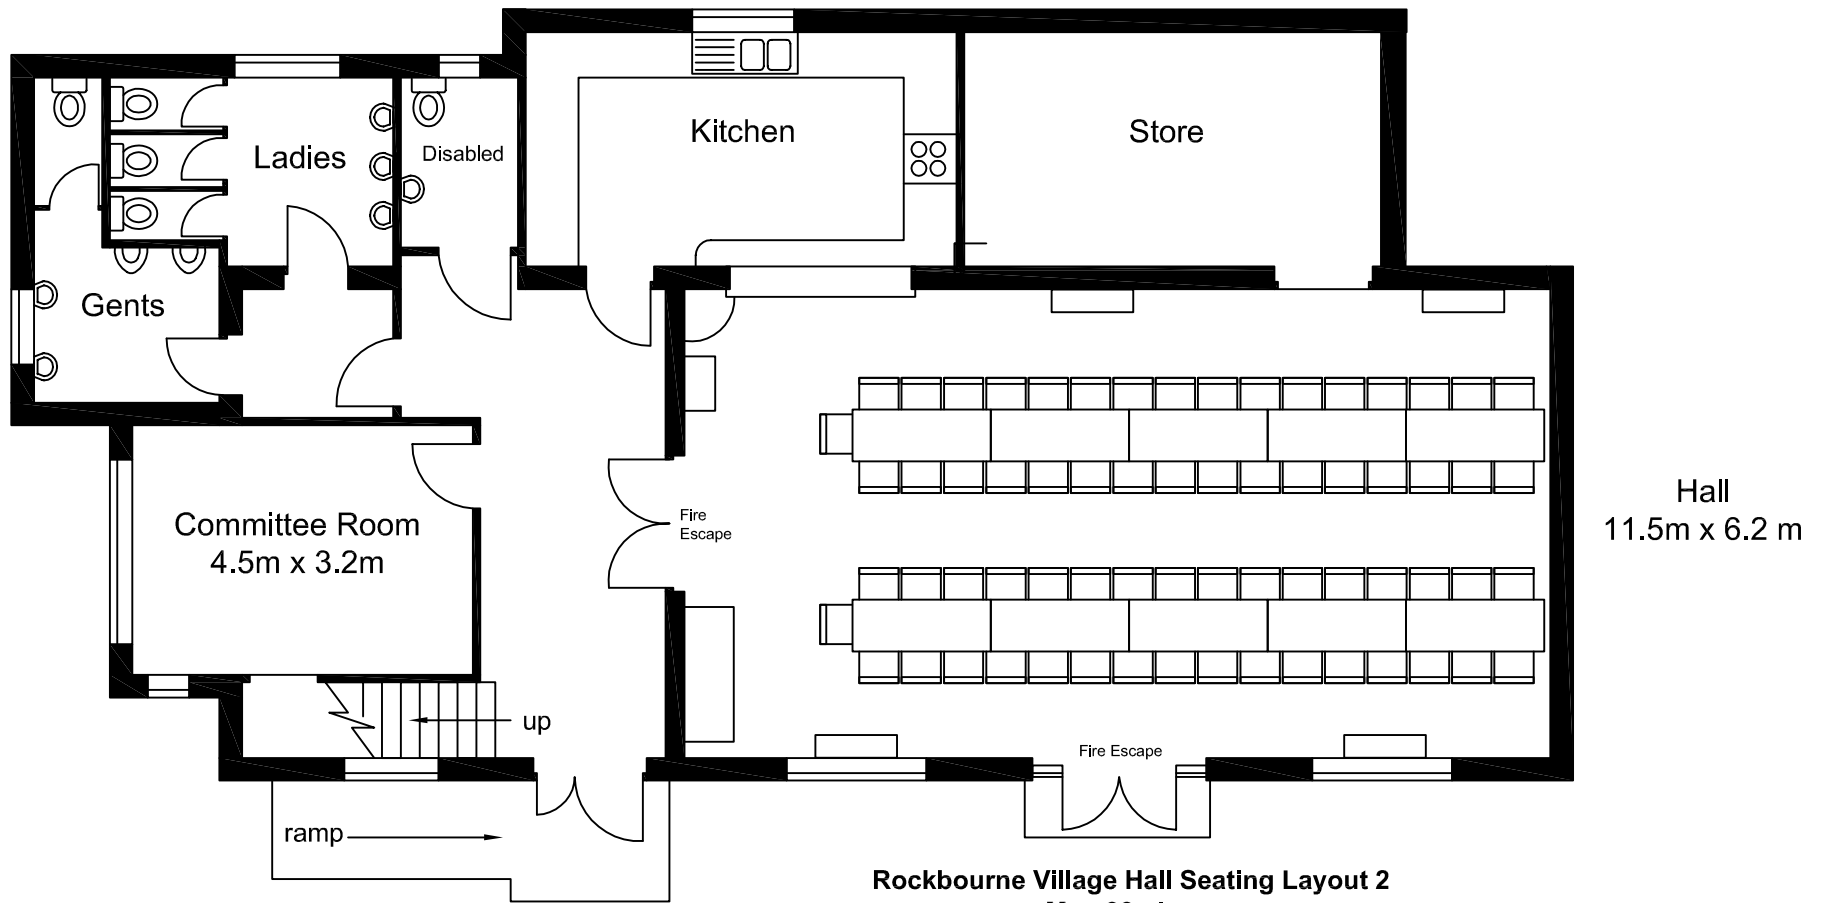 Kitchen
Store
Ladies
Disabled
Gents
Hall
11.5m x 6.2 m
Fire
Escape
Committee Room
4.5m x 3.2m
up
Fire Escape
ramp
Rockbourne Village Hall Seating Layout 2